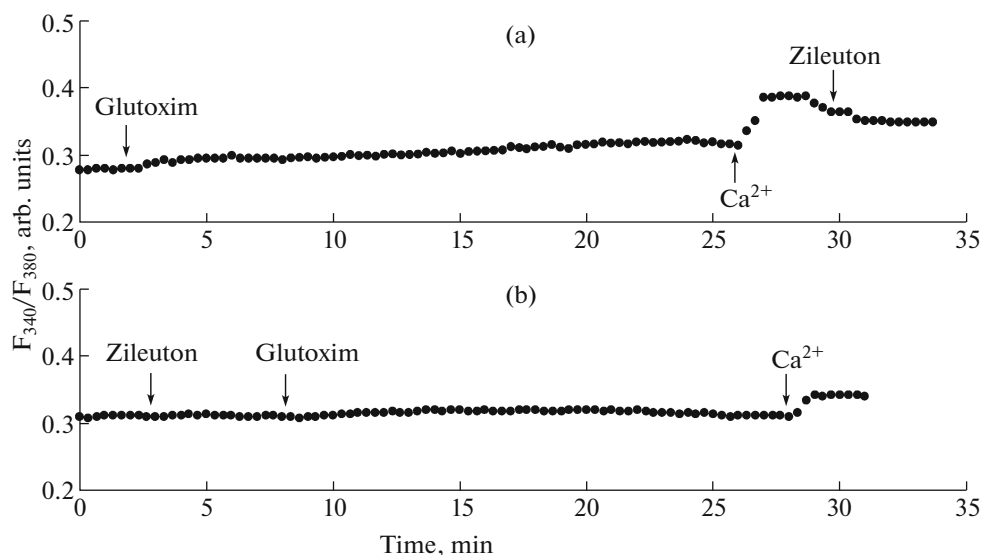 F₃₄₀/F₃₈₀, arb. units
(a)
0.5
0.4
0.3
0.2
Glutoxim
Zileuton
Ca²⁺
0 5 10 15 20 25 30 35
(b)
0.5
0.4
0.3
0.2
Zileuton
Glutoxim
Ca²⁺
0 5 10 15 20 25 30 35
Time, min